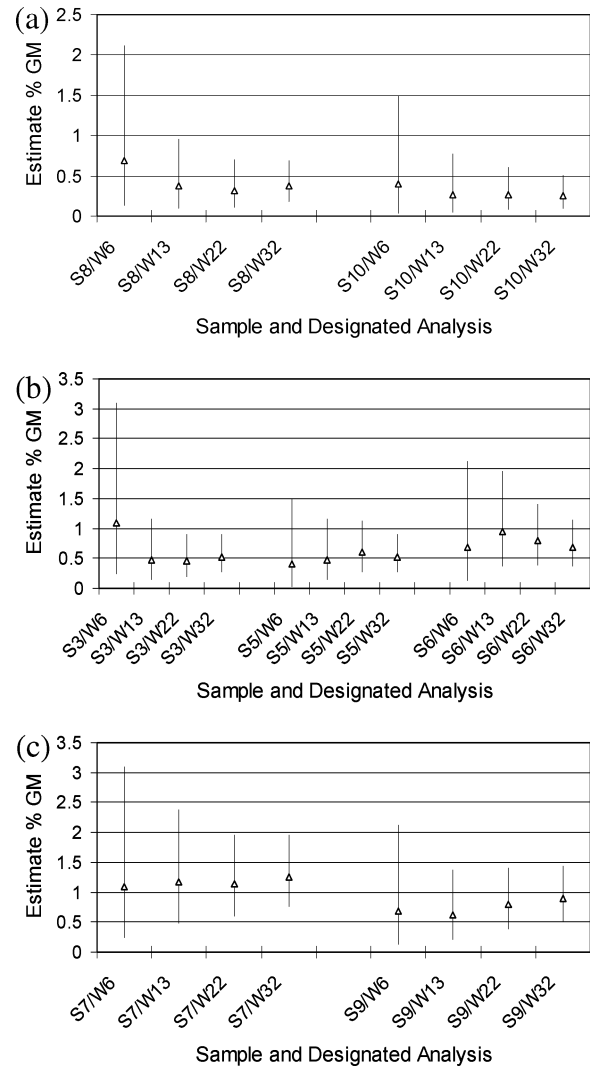 (a)
Estimate % GM
2.5
2
1.5
1
0.5
0
S8/W6
S8/W13
S8/W22
S8/W32
S10/W6
S10/W13
S10/W22
S10/W32
Sample and Designated Analysis
(b)
Estimate % GM
3.5
3
2.5
2
1.5
1
0.5
0
S3/W6
S3/W13
S3/W22
S3/W32
S5/W6
S5/W13
S5/W22
S5/W32
S6/W6
S6/W13
S6/W22
S6/W32
Sample and Designated Analysis
(c)
Estimate % GM
3.5
3
2.5
2
1.5
1
0.5
0
S7/W6
S7/W13
S7/W22
S7/W32
S9/W6
S9/W13
S9/W22
S9/W32
Sample and Designated Analysis